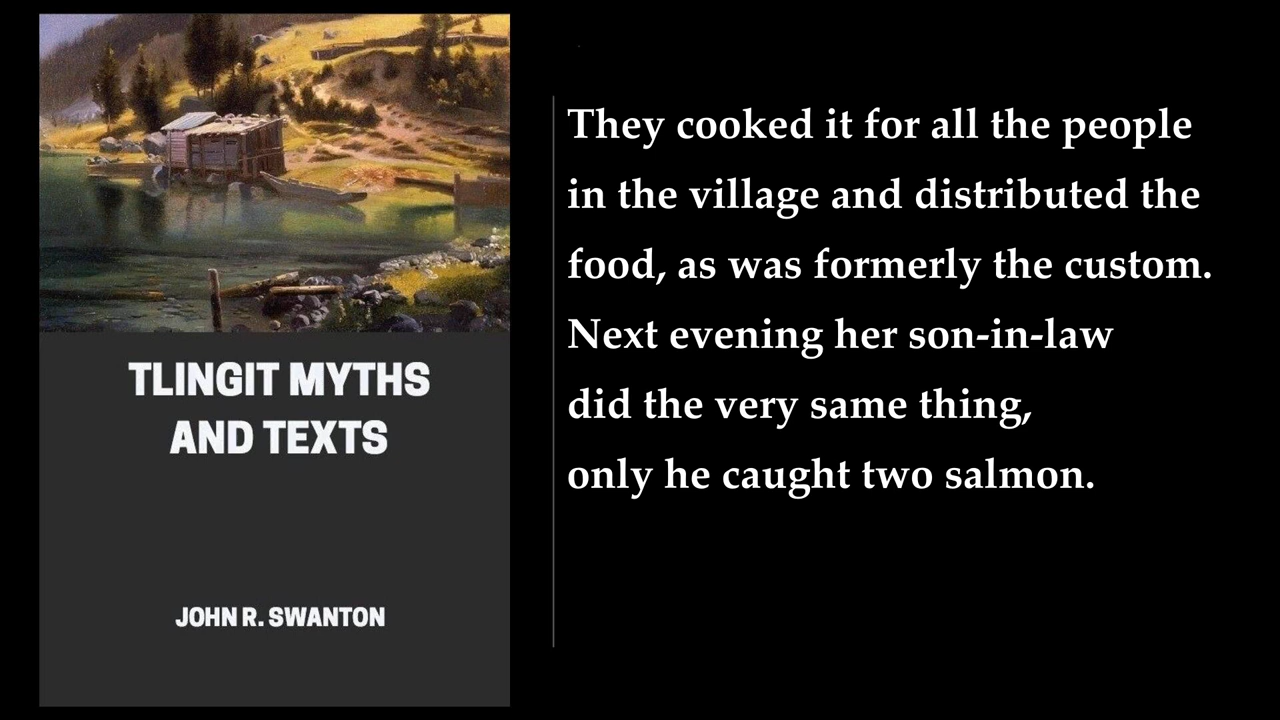 TLINGIT MYTHS
AND TEXTS
JOHN R. SWANTON
They cooked it for all the people
in the village and distributed the
food, as was formerly the custom.
Next evening her son-in-law
did the very same thing,
only he caught two salmon.